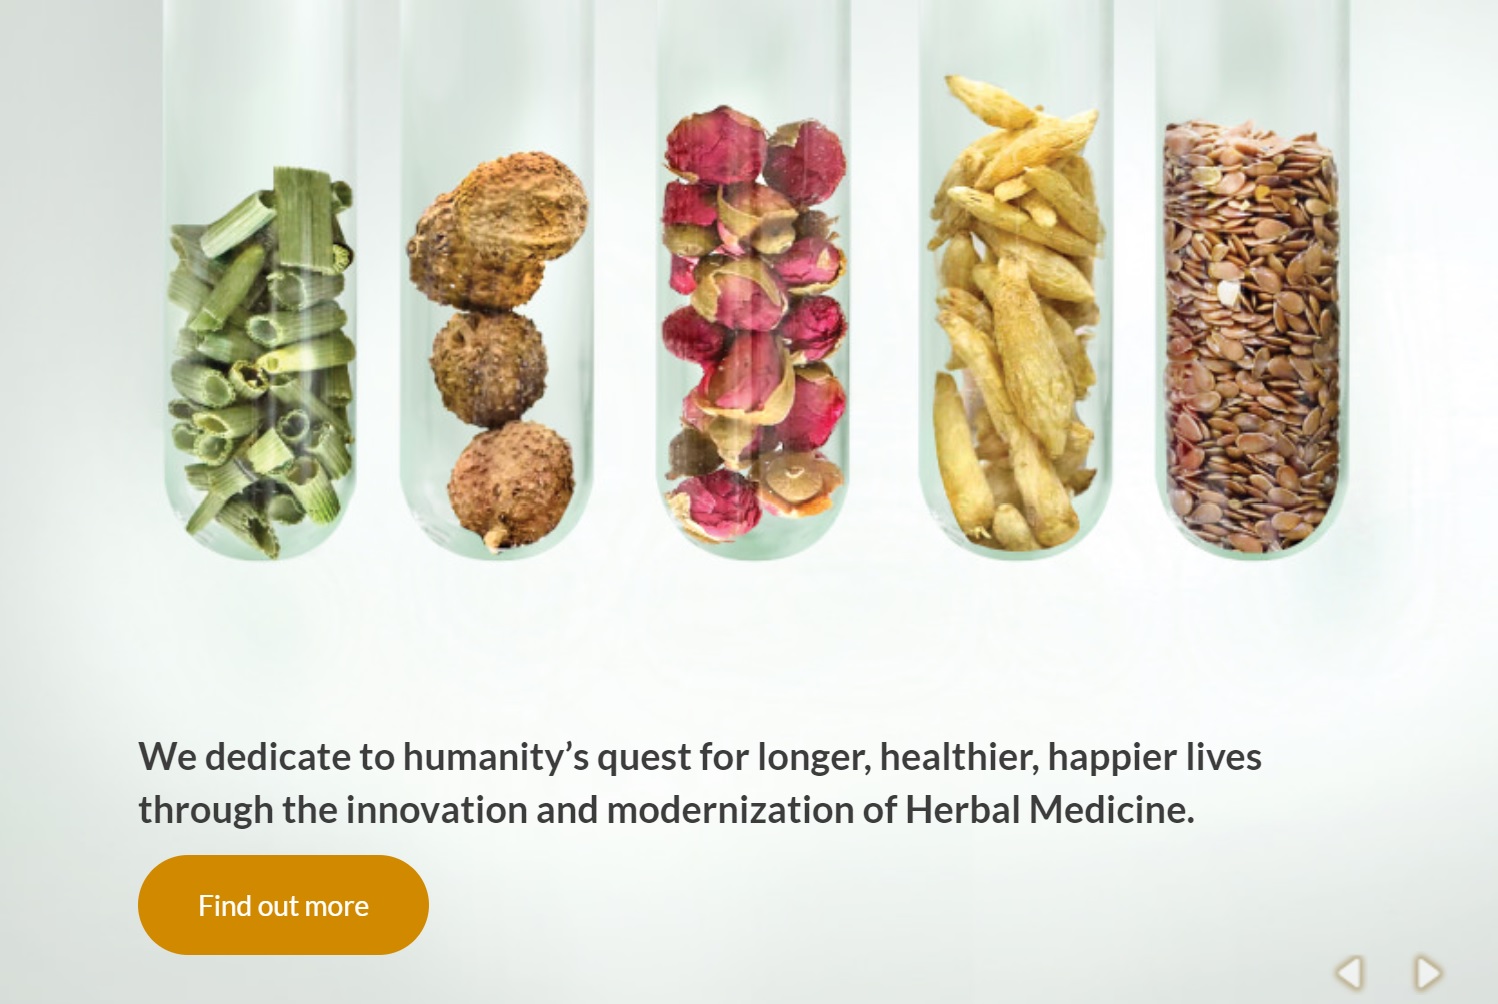 We dedicate to humanity’s quest for longer, healthier, happier lives
through the innovation and modernization of Herbal Medicine.
Find out more